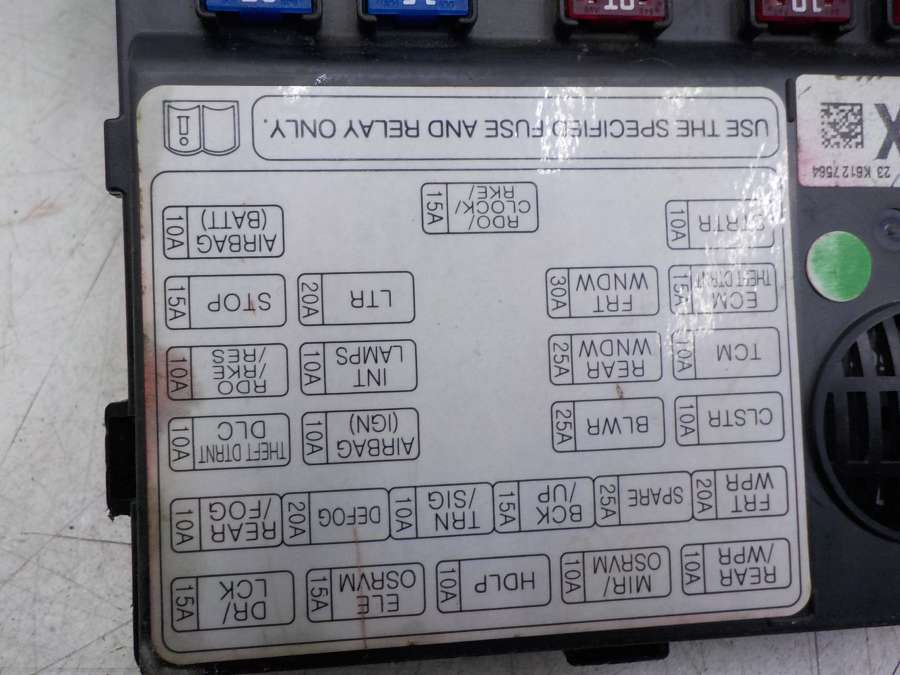 REAR
/WPR
10A
MIR/
OSRVM
10A
HDLP
10A
ELE
OSRVM
15A
DR/
LCK
15A
FRT
WPR
20A
SPARE
25A
BCK
/UP
15A
TRN
/SIG
10A
DEFOG
20A
REAR
/FOG
10A
CLSTR
10A
BLWR
25A
AIRBAG
(IGN)
10A
THEFT DTRNT
DLC
10A
TCM
10A
REAR
WNDW
25A
INT
LAMPS
10A
RDO
/RKE
/RES
10A
ECM
THEFT DTRNT
15A
FRT
WNDW
30A
LTR
20A
STOP
15A
STRTR
10A
RDO/
CLOCK/
RKE/
15A
AIRBAG
(BATT)
10A
USE THE SPECIFIED FUSE AND RELAY ONLY.
23 K6127564
X
10
10
15